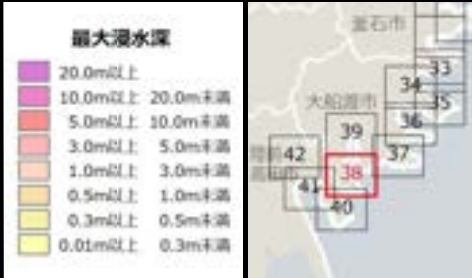 最大浸水深
20.0m以上
10.0m以上 20.0m未満
5.0m以上 10.0m未満
3.0m以上 5.0m未満
1.0m以上 3.0m未満
0.5m以上 1.0m未満
0.3m以上 0.5m未満
0.01m以上 0.3m未満
釜石市
33
34
35
大船渡市
36
39
37
42
陸前
高田市
38
41
40